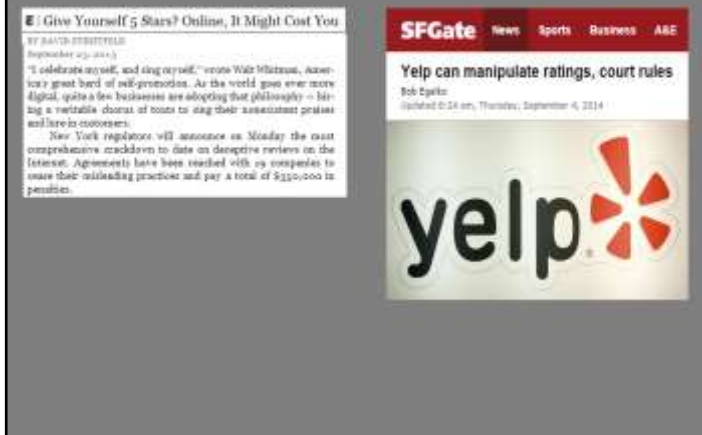 Give Yourself 5 Stars? Online, It Might Cost You
BY DAVID STREITFELD
September 23, 2013
"I celebrate myself, and sing myself," wrote Walt Whitman, Amer-
ica's great bard of self-promotion. As the world goes ever more
digital, quite a few businesses are adopting that philosophy — hir-
ing a veritable chorus of touts to sing their nonexistent praises
and lure in customers.
New York regulators will announce on Monday the most
comprehensive crackdown to date on deceptive reviews on the
Internet. Agreements have been reached with 19 companies to
cease their misleading practices and pay a total of $350,000 in
penalties.
SFGate News Sports Business A&E
Yelp can manipulate ratings, court rules
Bob Egelko
Updated 6:24 am, Thursday, September 4, 2014
yelp